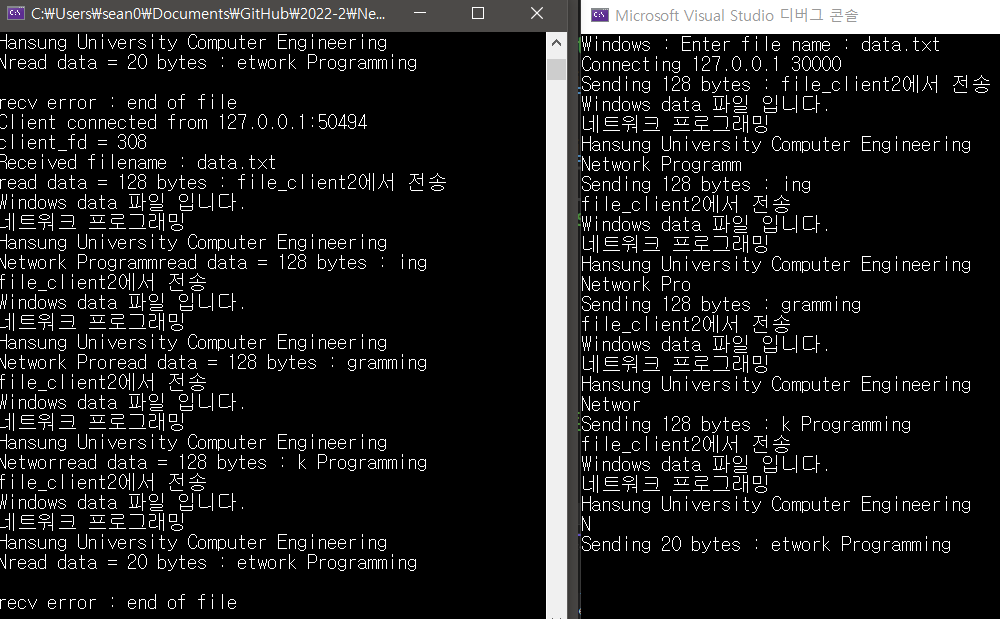 C:₩Users₩sean0₩Documents₩GitHub₩2022-2₩Ne...
Hansung University Computer Engineering
Nread data = 20 bytes : etwork Programming
recv error : end of file
Client connected from 127.0.0.1:50494
client_fd = 308
Received filename : data.txt
read data = 128 bytes : file_client2에서 전송
Windows data 파일 입니다.
네트워크 프로그래밍
Hansung University Computer Engineering
Network Programmread data = 128 bytes : ing
file_client2에서 전송
Windows data 파일 입니다.
네트워크 프로그래밍
Hansung University Computer Engineering
Network Proread data = 128 bytes : gramming
file_client2에서 전송
Windows data 파일 입니다.
네트워크 프로그래밍
Hansung University Computer Engineering
Networread data = 128 bytes : k Programming
file_client2에서 전송
Windows data 파일 입니다.
네트워크 프로그래밍
Hansung University Computer Engineering
Nread data = 20 bytes : etwork Programming
recv error : end of file
Microsoft Visual Studio 디버그 콘솔
Windows : Enter file name : data.txt
Connecting 127.0.0.1 30000
Sending 128 bytes : file_client2에서 전송
Windows data 파일 입니다.
네트워크 프로그래밍
Hansung University Computer Engineering
Network Programm
Sending 128 bytes : ing
file_client2에서 전송
Windows data 파일 입니다.
네트워크 프로그래밍
Hansung University Computer Engineering
Network Pro
Sending 128 bytes : gramming
file_client2에서 전송
Windows data 파일 입니다.
네트워크 프로그래밍
Hansung University Computer Engineering
Networ
Sending 128 bytes : k Programming
file_client2에서 전송
Windows data 파일 입니다.
네트워크 프로그래밍
Hansung University Computer Engineering
N
Sending 20 bytes : etwork Programming